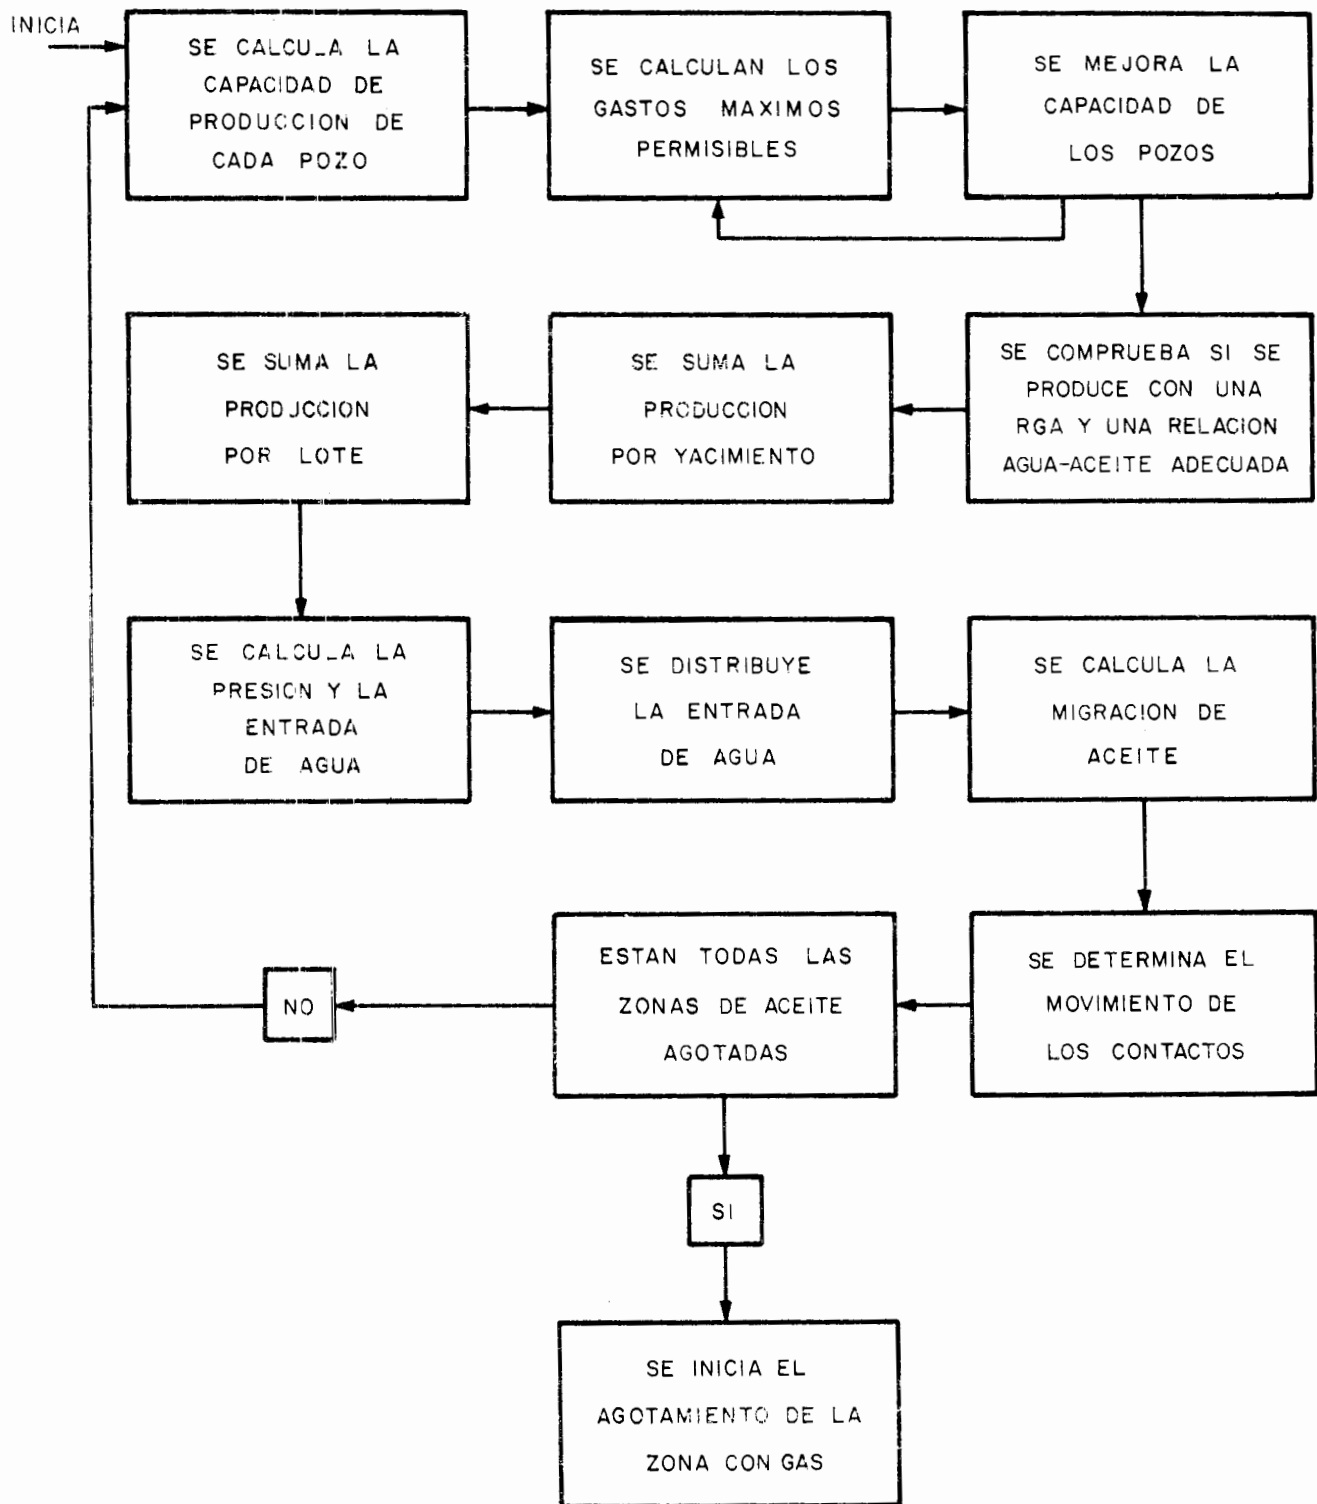 INICIA
SE CALCULA LA
CAPACIDAD DE
PRODUCCION DE
CADA POZO
SE CALCULAN LOS
GASTOS MAXIMOS
PERMISIBLES
SE MEJORA LA
CAPACIDAD DE
LOS POZOS
SE COMPRUEBA SI SE
PRODUCE CON UNA
RGA Y UNA RELACION
AGUA-ACEITE ADECUADA
SE SUMA LA
PRODUCCION
POR YACIMIENTO
SE SUMA LA
PRODUCCION
POR LOTE
SE CALCULA LA
PRESION Y LA
ENTRADA
DE AGUA
SE DISTRIBUYE
LA ENTRADA
DE AGUA
SE CALCULA LA
MIGRACION DE
ACEITE
SE DETERMINA EL
MOVIMIENTO DE
LOS CONTACTOS
ESTAN TODAS LAS
ZONAS DE ACEITE
AGOTADAS
NO
SI
SE INICIA EL
AGOTAMIENTO DE LA
ZONA CON GAS